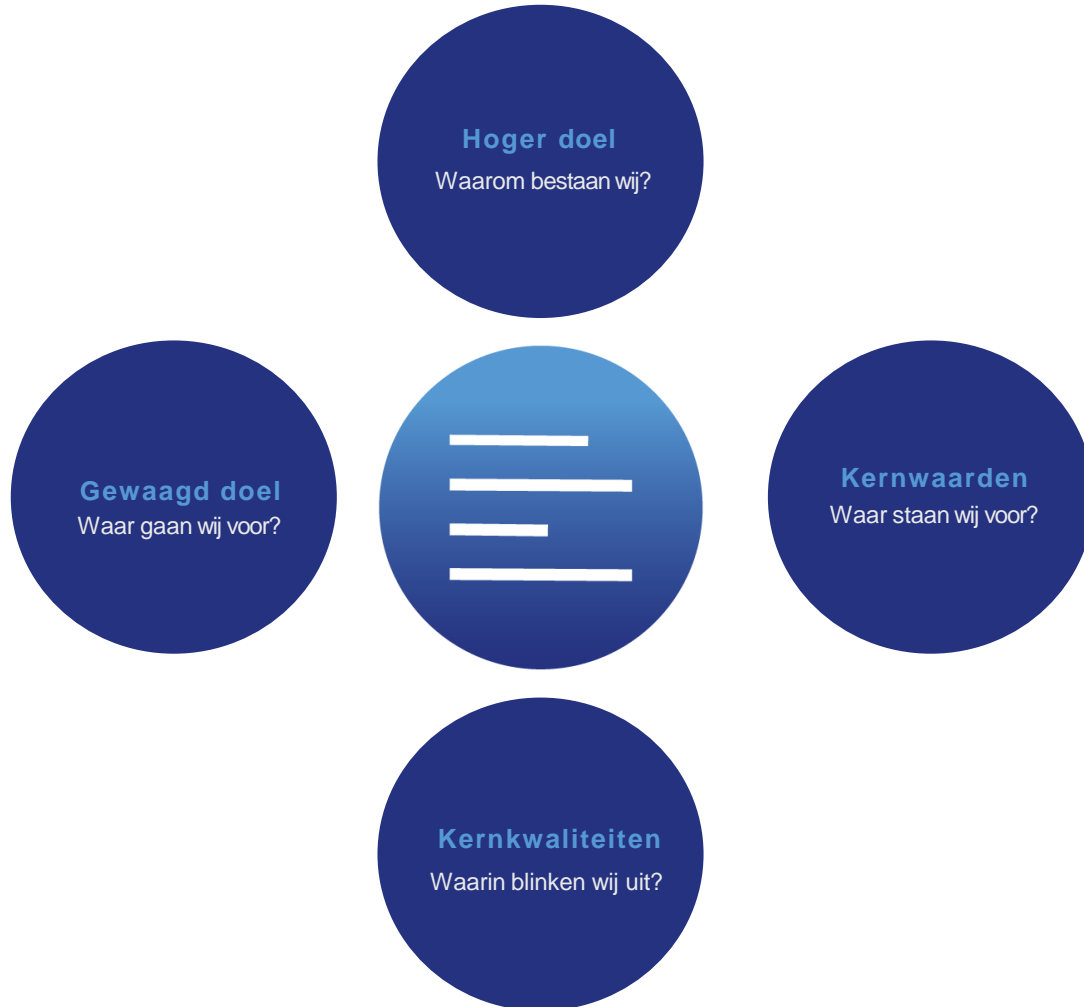 Hoger doel
Waarom bestaan wij?
Gewaagd doel
Waar gaan wij voor?
Kernwaarden
Waar staan wij voor?
Kernkwaliteiten
Waarin blinken wij uit?